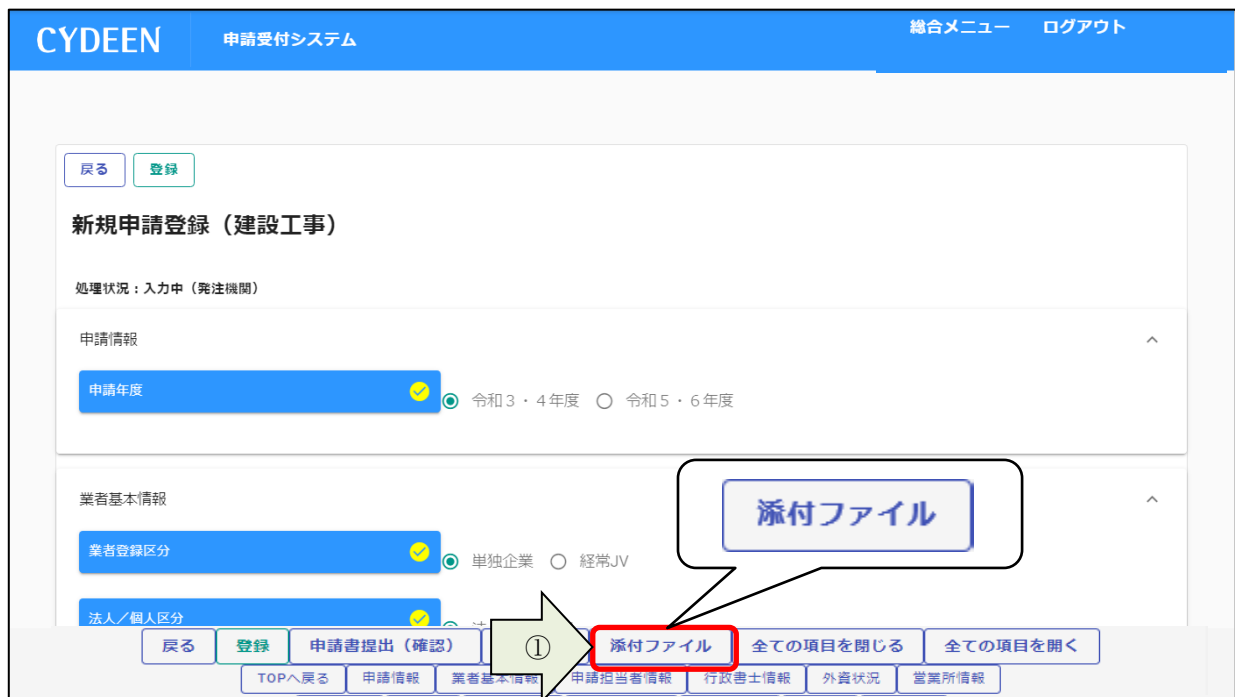 CYDEEN 申請受付システム 総合メニュー ログアウト
戻る 登録
新規申請登録（建設工事）
処理状況：入力中（発注機関）
申請情報
申請年度 令和３・４年度 令和５・６年度
業者基本情報
添付ファイル
業者登録区分 単独企業 経常JV
法人／個人区分
戻る 登録 申請書提出（確認） ① 添付ファイル 全ての項目を閉じる 全ての項目を開く
TOPへ戻る 申請情報 業者基本情報 申請担当者情報 行政書士情報 外資状況 営業所情報